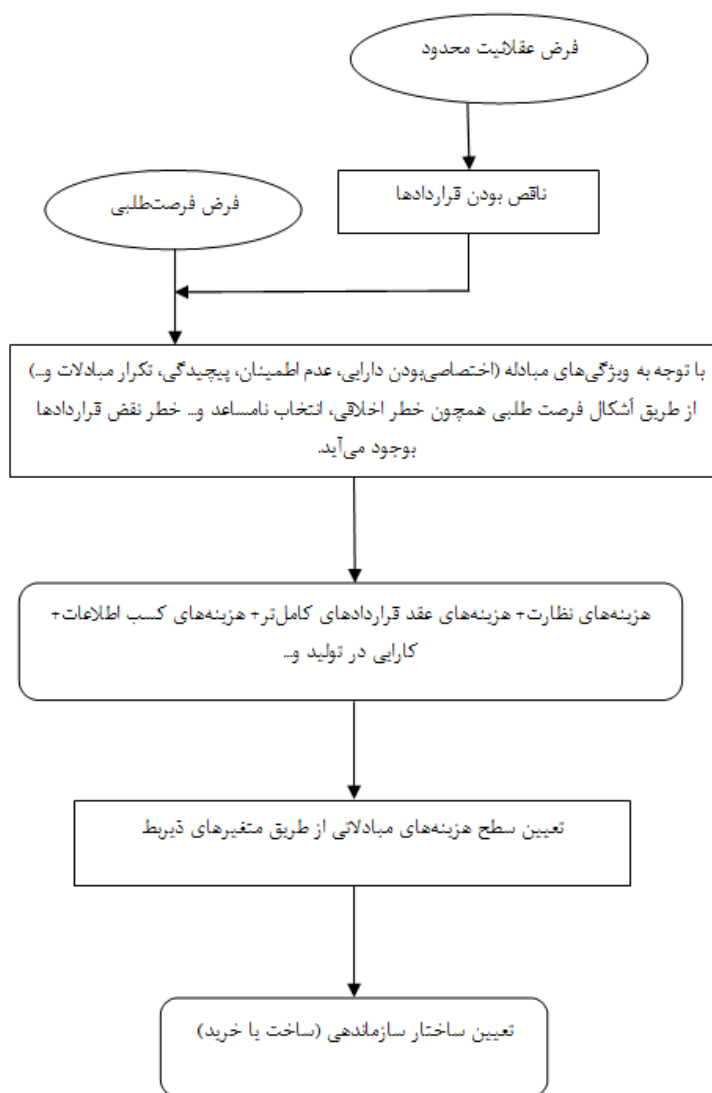 فرض عقلائیت محدود
ناقص بودن قراردادها
فرض فرصت‌طلبی
با توجه به ویژگی‌های مبادله (اختصاصی‌بودن دارایی، عدم اطمینان، پیچیدگی، تکرار مبادلات و...)
از طریق أشکال فرصت طلبی همچون خطر اخلاقی، انتخاب نامساعد و... خطر نقض قراردادها
بوجود می‌آید.
هزینه‌های نظارت+ هزینه‌های عقد قراردادهای کامل‌تر+ هزینه‌های کسب اطلاعات+
کارایی در تولید و...
تعیین سطح هزینه‌های مبادلاتی از طریق متغیرهای ذیربط
تعیین ساختار سازماندهی (ساخت یا خرید)